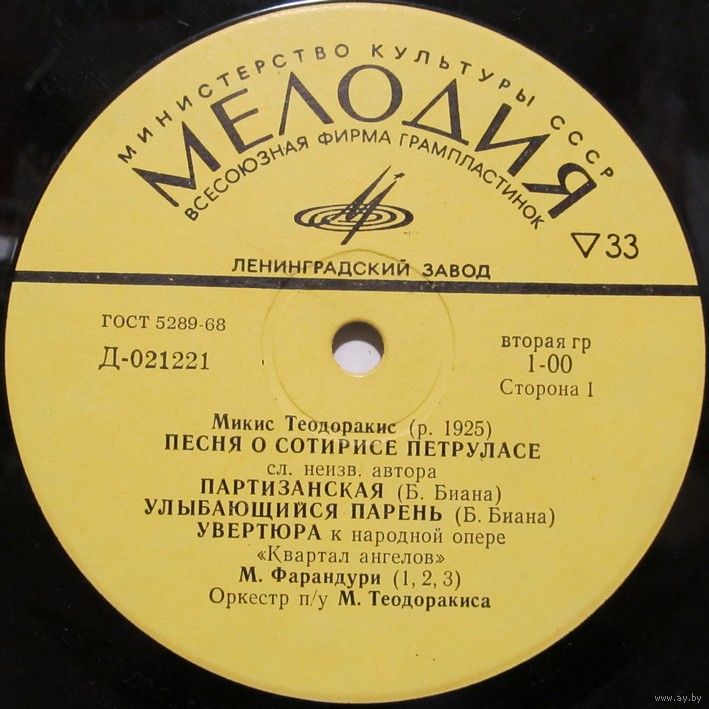 МИНИСТЕРСТВО КУЛЬТУРЫ СССР
МЕЛОДИЯ
ВСЕСОЮЗНАЯ ФИРМА ГРАМПЛАСТИНОК
▽33
ЛЕНИНГРАДСКИЙ ЗАВОД
ГОСТ 5289-68
Д-021221
вторая гр
1-00
Сторона 1
Микис Теодоракис (р. 1925)
ПЕСНЯ О СОТИРИСЕ ПЕТРУЛАСЕ
сл. неизв. автора
ПАРТИЗАНСКАЯ (Б. Биана)
УЛЫБАЮЩИЙСЯ ПАРЕНЬ (Б. Биана)
УВЕРТЮРА к народной опере
«Квартал ангелов»
М. Фарандури (1, 2, 3)
Оркестр п/у М. Теодоракиса
www.ay.by